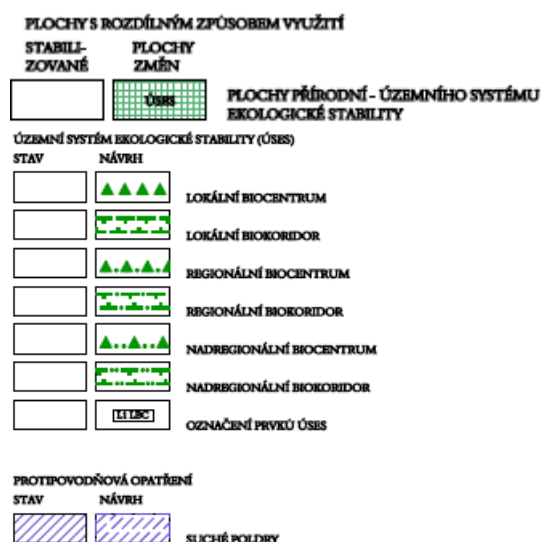 PLOCHY S ROZDÍLNÝM ZPŮSOBEM VYUŽITÍ
STABILI- PLOCHY
ZOVANÉ ZMĚN
ÚSES
PLOCHY PŘÍRODNÍ - ÚZEMNÍHO SYSTÉMU
EKOLOGICKÉ STABILITY
ÚZEMNÍ SYSTÉM EKOLOGICKÉ STABILITY (ÚSES)
STAV NÁVRH
LOKÁLNÍ BIOCENTRUM
LOKÁLNÍ BIOKORIDOR
REGIONÁLNÍ BIOCENTRUM
REGIONÁLNÍ BIOKORIDOR
NADREGIONÁLNÍ BIOCENTRUM
NADREGIONÁLNÍ BIOKORIDOR
L1 LBC OZNAČENÍ PRVKŮ ÚSES
PROTIPOVODŇOVÁ OPATŘENÍ
STAV NÁVRH
SUCHÉ POLDRY